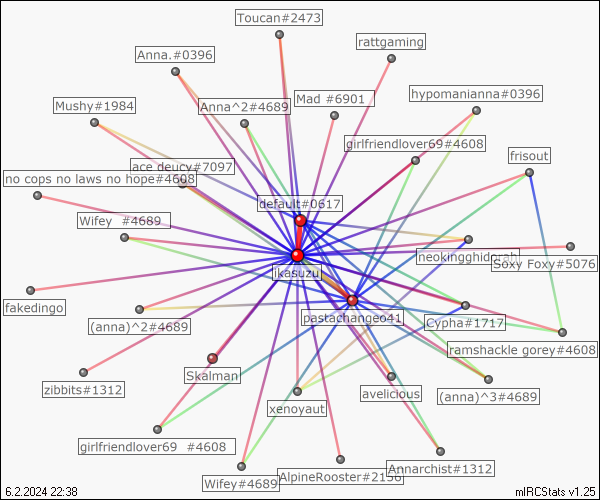 Toucan#2473
rattgaming
Anna.#0396
hypomanianna#0396
Mad #6901
Mushy#1984
Anna^2#4689
girlfriendlover69#4608
frisout
ace deucy#7097
no cops no laws no hope#4608
default#0617
Wifey #4689
neokingghidorah
Soxy Foxy#5076
ikasuzu
fakedingo
pastachangeo41
(anna)^2#4689
Cypha#1717
ramshackle gorey#4608
Skalman
zibbits#1312
avelicious
(anna)^3#4689
xenoyaut
girlfriendlover69 #4608
Annarchist#1312
Wifey#4689
AlpineRooster#2156
6.2.2024 22:38
mIRCStats v1.25